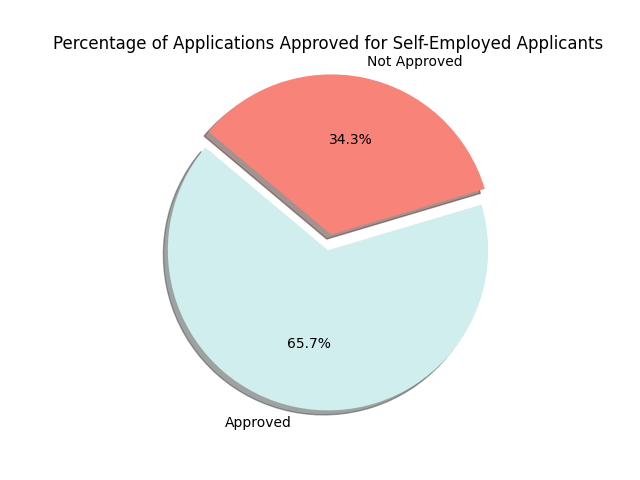 Percentage of Applications Approved for Self-Employed Applicants
Not Approved
34.3%
65.7%
Approved